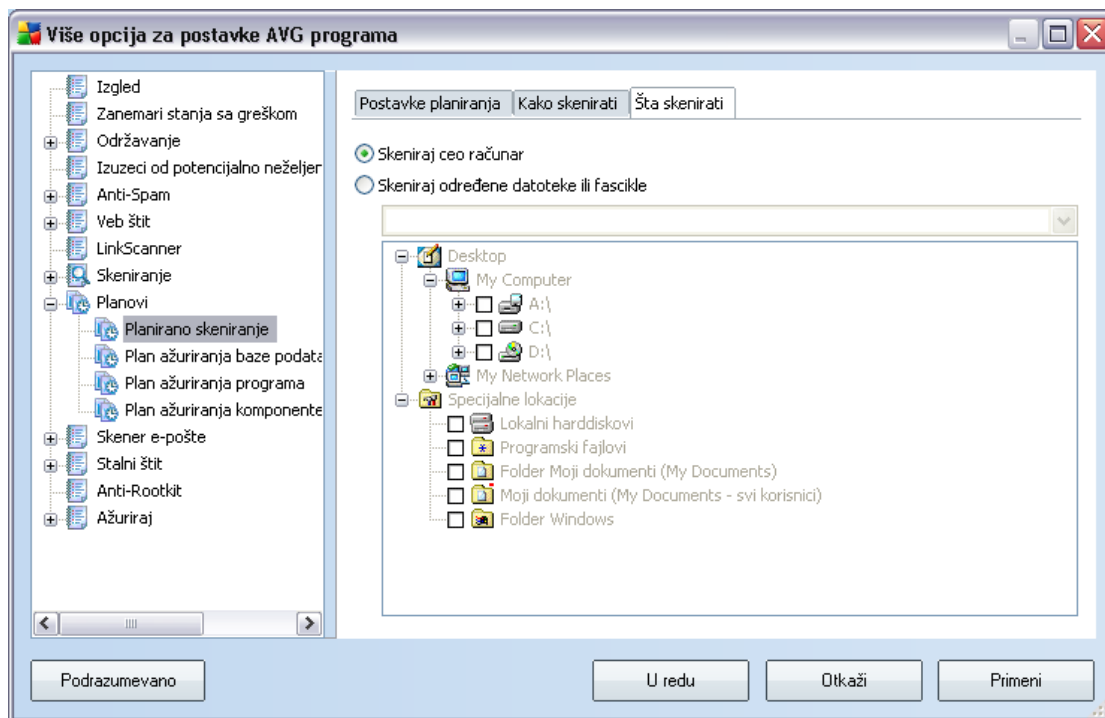 Više opcija za postavke AVG programa
Izgled
Zanemari stanja sa greškom
Održavanje
Izuzeci od potencijalno neželjer
Anti-Spam
Veb štit
LinkScanner
Skeniranje
Planovi
Planirano skeniranje
Plan ažuriranja baze podata
Plan ažuriranja programa
Plan ažuriranja komponente
Skener e-pošte
Stalni štit
Anti-Rootkit
Ažuriraj
Postavke planiranja Kako skenirati Šta skenirati
Skeniraj ceo računar
Skeniraj određene datoteke ili fascikle
Desktop
My Computer
A:\
C:\
D:\
My Network Places
Specijalne lokacije
Lokalni harddiskovi
Programski fajlovi
Folder Moji dokumenti (My Documents)
Moji dokumenti (My Documents - svi korisnici)
Folder Windows
Podrazumevano U redu Otkaži Primeni